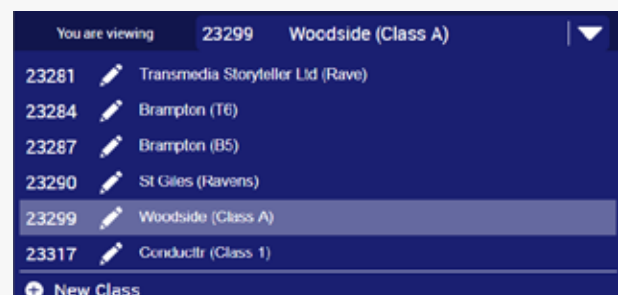 You are viewing 23299 Woodside (Class A)
23281 Transmedia Storyteller Ltd (Rave)
23284 Brampton (T6)
23287 Brampton (B5)
23290 St Giles (Ravens)
23299 Woodside (Class A)
23317 Conducttr (Class 1)
New Class